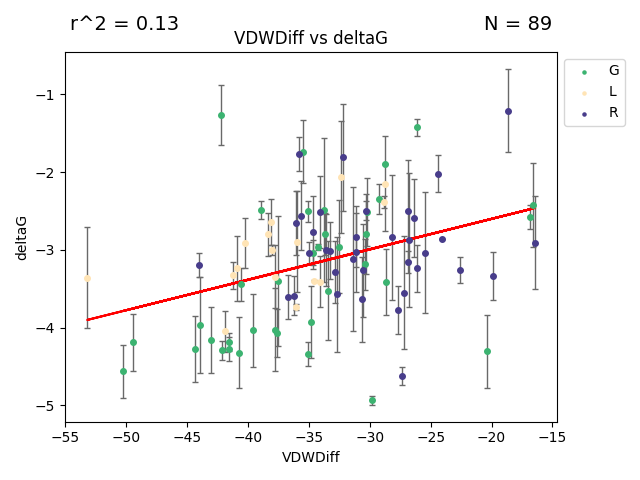 r^2 = 0.13
N = 89
VDWDiff vs deltaG
G
L
R
deltaG
−1
−2
−3
−4
−5
−55 −50 −45 −40 −35 −30 −25 −20 −15
VDWDiff